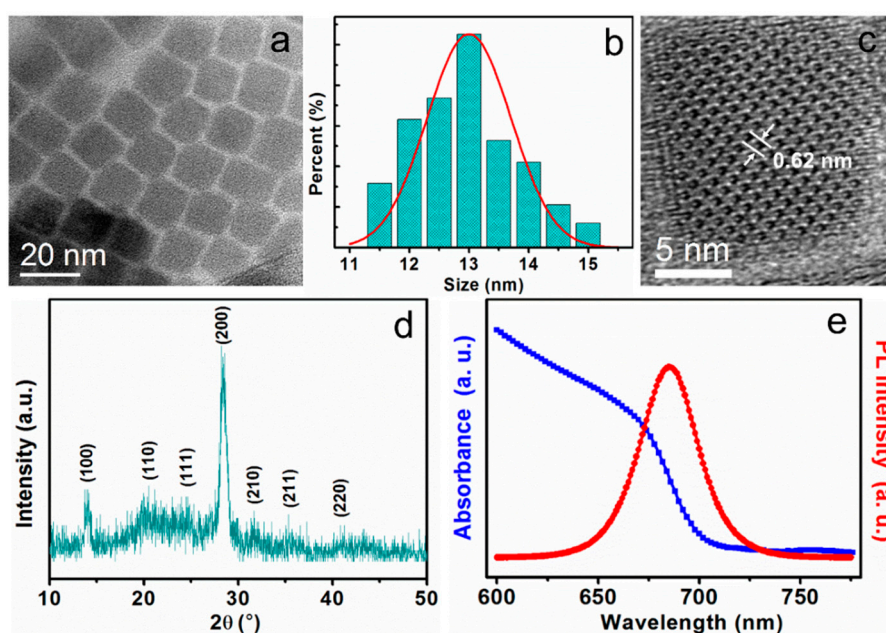 a
20 nm
b
Percent (%)
11 12 13 14 15
Size (nm)
c
0.62 nm
5 nm
d
Intensity (a.u.)
(100)
(110)
(111)
(200)
(210)
(211)
(220)
10 20 30 40 50
2θ (°)
e
Absorbance (a. u.)
PL Intensity (a. u.)
600 650 700 750
Wavelength (nm)